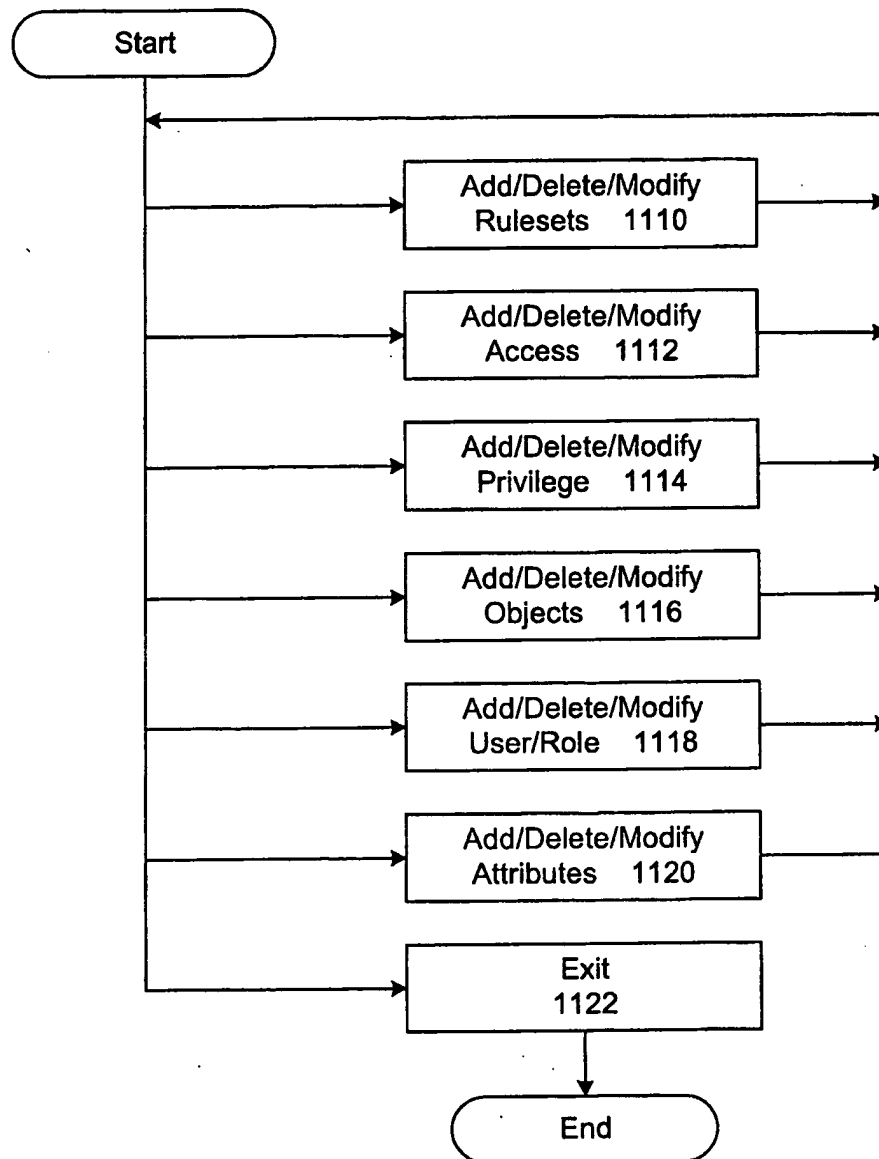 Start
Add/Delete/Modify
Rulesets 1110
Add/Delete/Modify
Access 1112
Add/Delete/Modify
Privilege 1114
Add/Delete/Modify
Objects 1116
Add/Delete/Modify
User/Role 1118
Add/Delete/Modify
Attributes 1120
Exit
1122
End